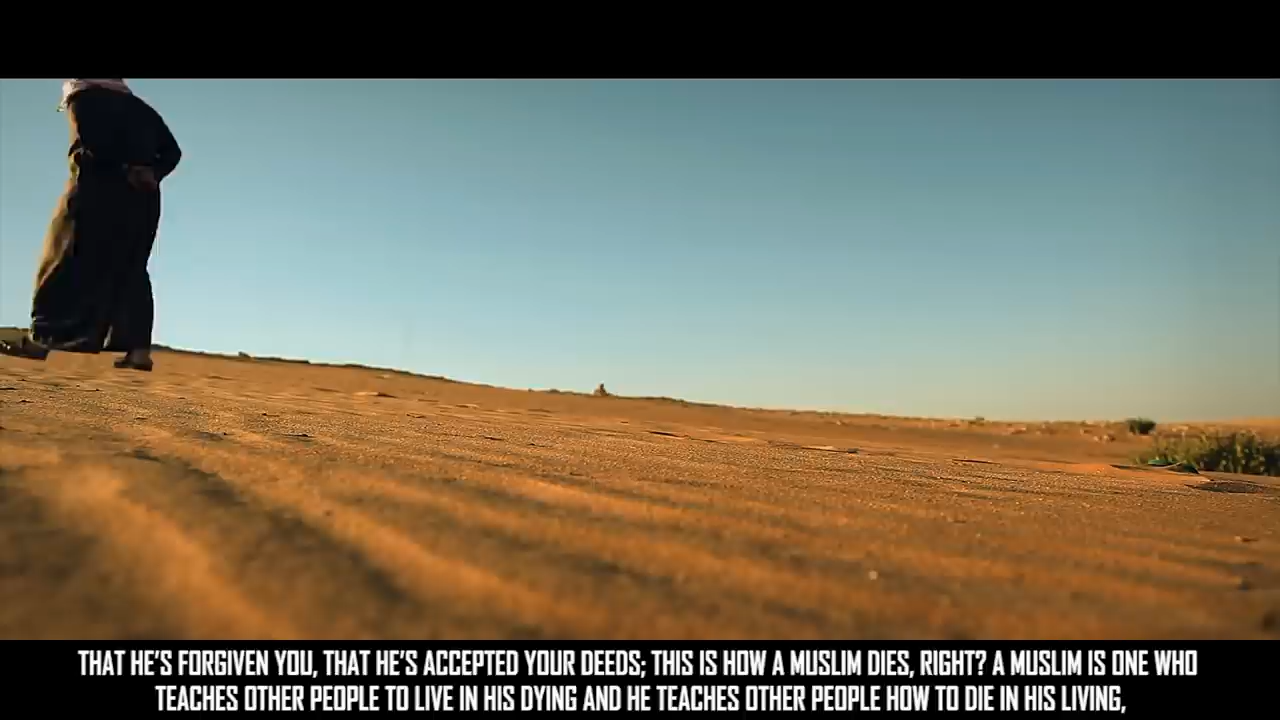 THAT HE'S FORGIVEN YOU, THAT HE'S ACCEPTED YOUR DEEDS; THIS IS HOW A MUSLIM DIES, RIGHT? A MUSLIM IS ONE WHO
TEACHES OTHER PEOPLE TO LIVE IN HIS DYING AND HE TEACHES OTHER PEOPLE HOW TO DIE IN HIS LIVING,